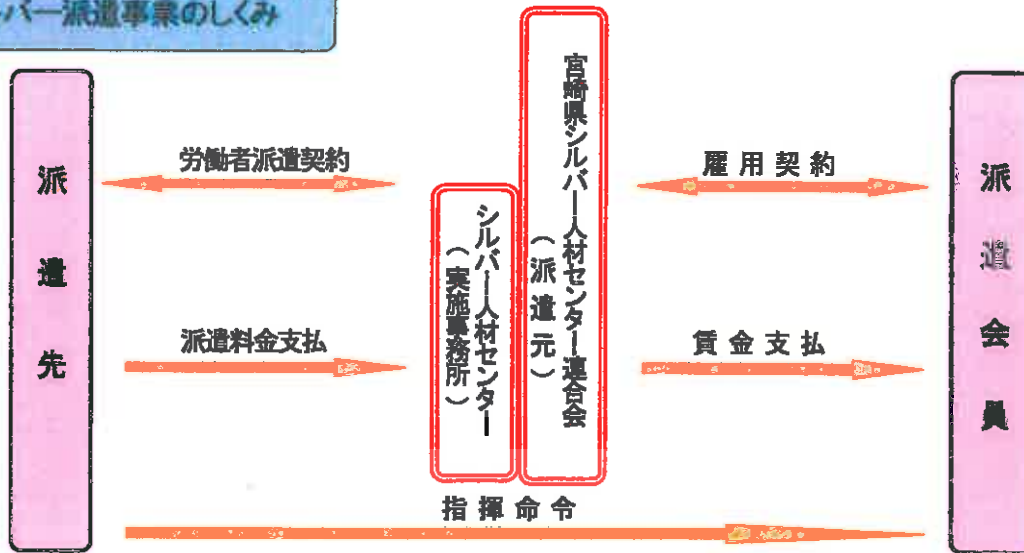 ルバー派遣事業のしくみ
派遣先
労働者派遣契約
派遣料金支払
シルバー人材センター
（実施事務所）
宮崎県シルバー人材センター連合会
（派遣元）
雇用契約
賃金支払
派遣会員
指揮命令